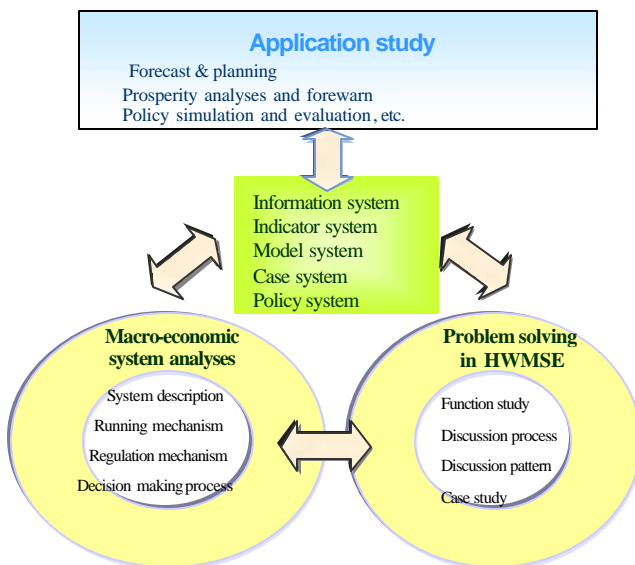 Application study
Forecast & planning
Prosperity analyses and forewarn
Policy simulation and evaluation, etc.
Information system
Indicator system
Model system
Case system
Policy system
Macro-economic
system analyses
System description
Running mechanism
Regulation mechanism
Decision making process
Problem solving
in HWMSE
Function study
Discussion process
Discussion pattern
Case study